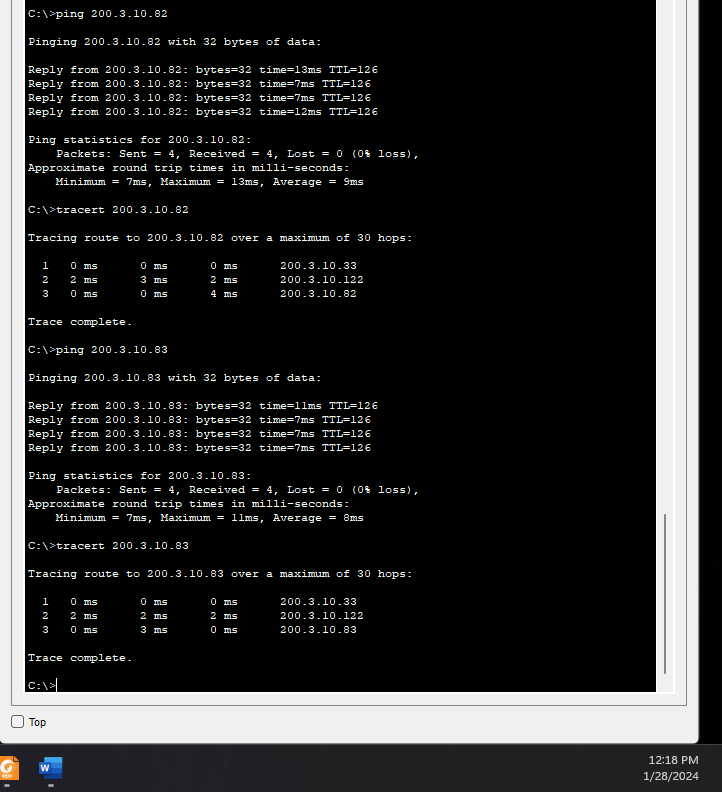 C:\>ping 200.3.10.82
Pinging 200.3.10.82 with 32 bytes of data:
Reply from 200.3.10.82: bytes=32 time=13ms TTL=126
Reply from 200.3.10.82: bytes=32 time=7ms TTL=126
Reply from 200.3.10.82: bytes=32 time=7ms TTL=126
Reply from 200.3.10.82: bytes=32 time=12ms TTL=126
Ping statistics for 200.3.10.82:
    Packets: Sent = 4, Received = 4, Lost = 0 (0% loss),
Approximate round trip times in milli-seconds:
    Minimum = 7ms, Maximum = 13ms, Average = 9ms
C:\>tracert 200.3.10.82
Tracing route to 200.3.10.82 over a maximum of 30 hops:
  1   0 ms      0 ms      0 ms      200.3.10.33
  2   2 ms      3 ms      2 ms      200.3.10.122
  3   0 ms      0 ms      4 ms      200.3.10.82
Trace complete.
C:\>ping 200.3.10.83
Pinging 200.3.10.83 with 32 bytes of data:
Reply from 200.3.10.83: bytes=32 time=11ms TTL=126
Reply from 200.3.10.83: bytes=32 time=7ms TTL=126
Reply from 200.3.10.83: bytes=32 time=7ms TTL=126
Reply from 200.3.10.83: bytes=32 time=7ms TTL=126
Ping statistics for 200.3.10.83:
    Packets: Sent = 4, Received = 4, Lost = 0 (0% loss),
Approximate round trip times in milli-seconds:
    Minimum = 7ms, Maximum = 11ms, Average = 8ms
C:\>tracert 200.3.10.83
Tracing route to 200.3.10.83 over a maximum of 30 hops:
  1   0 ms      0 ms      0 ms      200.3.10.33
  2   2 ms      2 ms      2 ms      200.3.10.122
  3   0 ms      3 ms      0 ms      200.3.10.83
Trace complete.
C:\>
Top
PDF
W
12:18 PM
1/28/2024